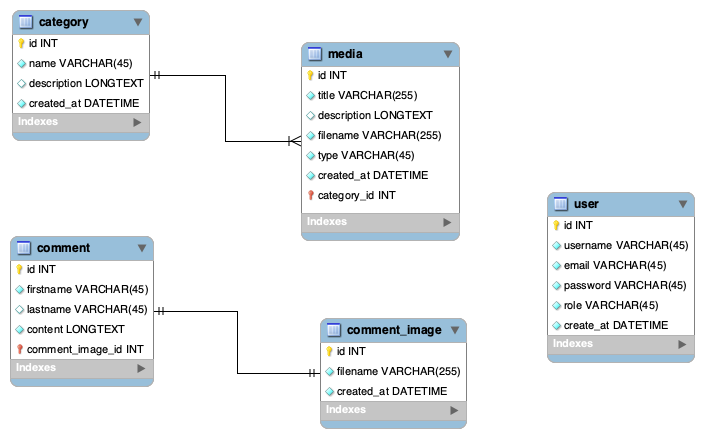 category
id INT
name VARCHAR(45)
description LONGTEXT
created_at DATETIME
Indexes
media
id INT
title VARCHAR(255)
description LONGTEXT
filename VARCHAR(255)
type VARCHAR(45)
created_at DATETIME
category_id INT
Indexes
user
id INT
username VARCHAR(45)
email VARCHAR(45)
password VARCHAR(45)
role VARCHAR(45)
create_at DATETIME
Indexes
comment
id INT
firstname VARCHAR(45)
lastname VARCHAR(45)
content LONGTEXT
comment_image_id INT
Indexes
comment_image
id INT
filename VARCHAR(255)
created_at DATETIME
Indexes